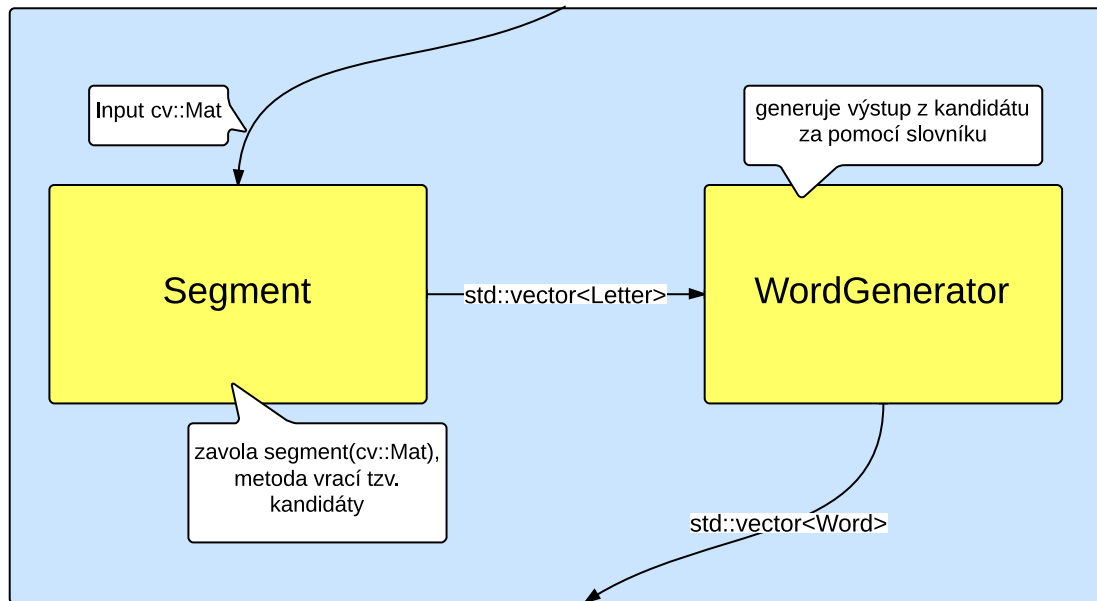 Input cv::Mat
generuje výstup z kandidátu
za pomocí slovníku
Segment
std::vector<Letter>
WordGenerator
zavola segment(cv::Mat),
metoda vrací tzv.
kandidáty
std::vector<Word>